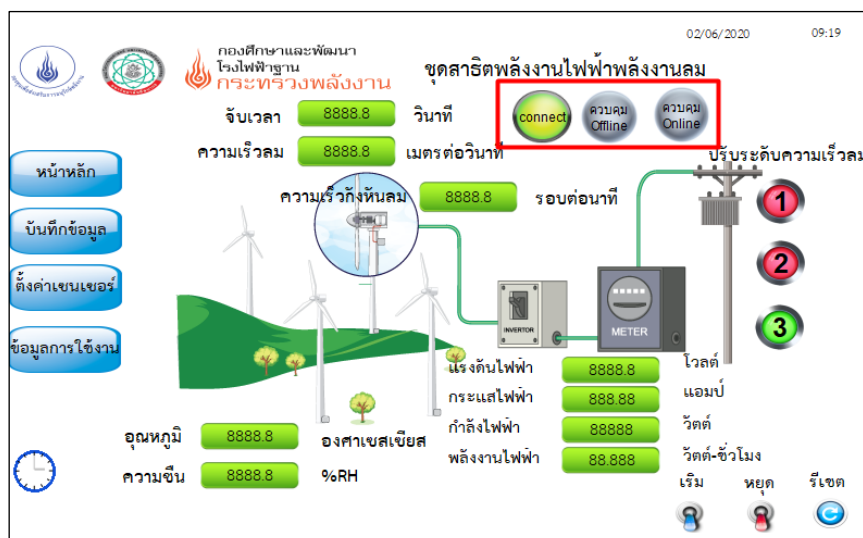 02/06/2020 09:19
กองศึกษาและพัฒนา
โรงไฟฟ้าฐาน
กระทรวงพลังงาน
ชุดสาธิตพลังงานไฟฟ้าพลังงานลม
จับเวลา 8888.8 วินาที
connect
ควบคุม Offline
ควบคุม Online
ความเร็วลม 8888.8 เมตรต่อวินาที
ปรับระดับความเร็วลม
หน้าหลัก
ความเร็วกังหันลม 8888.8 รอบต่อนาที
1
บันทึกข้อมูล
2
ตั้งค่าเซนเซอร์
INVERTOR
METER
3
ข้อมูลการใช้งาน
แรงดันไฟฟ้า 8888.8 โวลต์
กระแสไฟฟ้า 888.88 แอมป์
กำลังไฟฟ้า 88888 วัตต์
พลังงานไฟฟ้า 88.888 วัตต์-ชั่วโมง
อุณหภูมิ 8888.8 องศาเซสเซียส
ความชืน 8888.8 %RH
เริม หยุด รีเซต